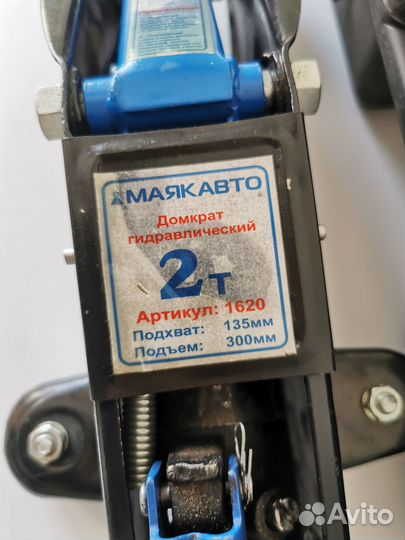 МАЯКАВТО
Домкрат
гидравлический
2т
Артикул: 1620
Подхват: 135мм
Подъем: 300мм
Avito